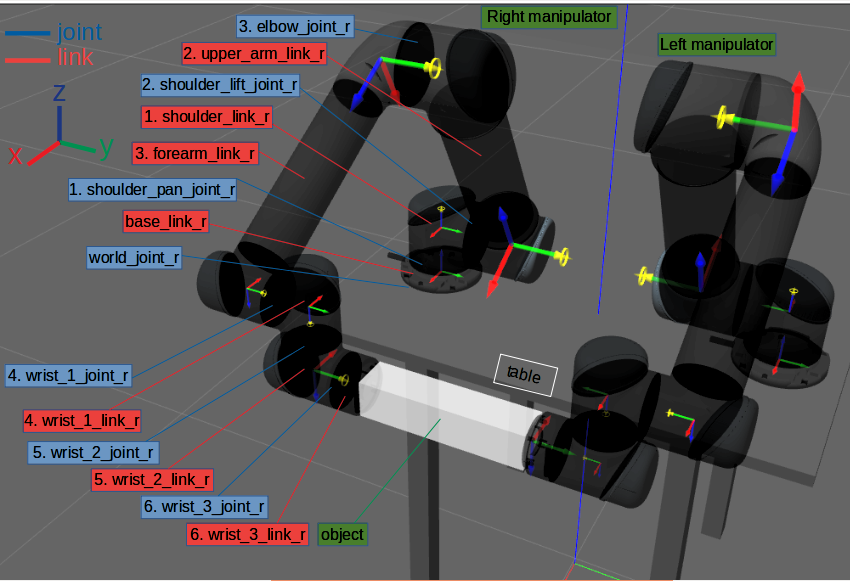 3. elbow_joint_r
Right manipulator
joint
2. upper_arm_link_r
Left manipulator
link
2. shoulder_lift_joint_r
z
1. shoulder_link_r
x
y
3. forearm_link_r
1. shoulder_pan_joint_r
base_link_r
world_joint_r
4. wrist_1_joint_r
table
4. wrist_1_link_r
5. wrist_2_joint_r
5. wrist_2_link_r
6. wrist_3_joint_r
6. wrist_3_link_r
object